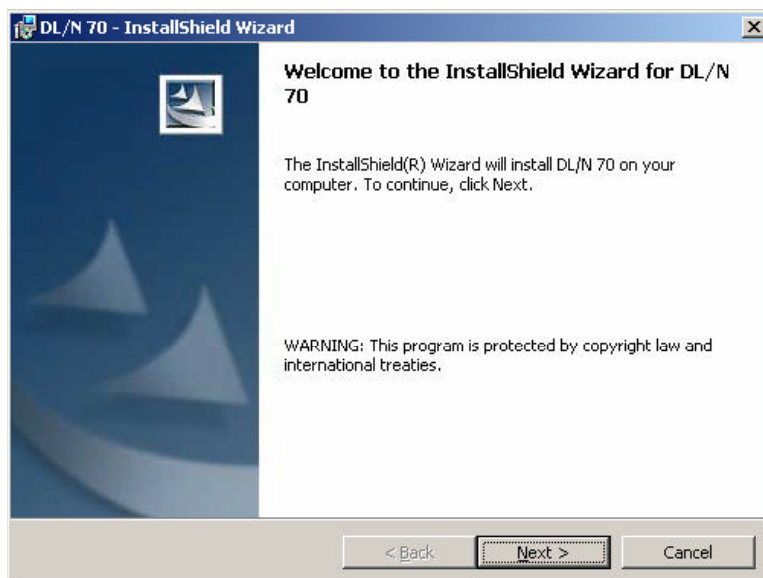 DL/N 70 - InstallShield Wizard
Welcome to the InstallShield Wizard for DL/N
70
The InstallShield(R) Wizard will install DL/N 70 on your
computer. To continue, click Next.
WARNING: This program is protected by copyright law and
international treaties.
< Back
Next >
Cancel